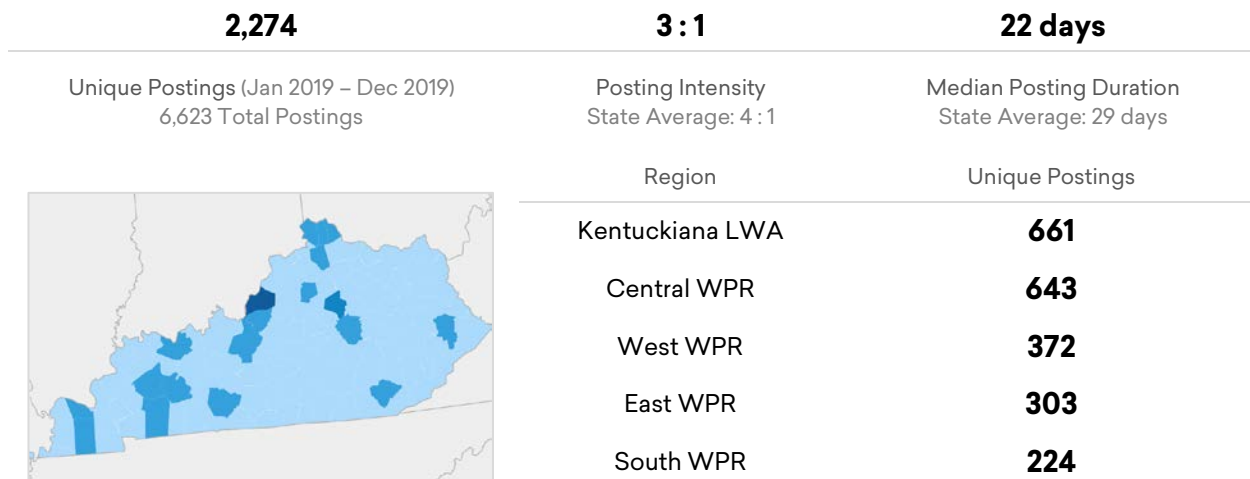 2,274 3 : 1 22 days
Unique Postings (Jan 2019 – Dec 2019) Posting Intensity Median Posting Duration
6,623 Total Postings State Average: 4 : 1 State Average: 29 days
Region Unique Postings
Kentuckiana LWA 661
Central WPR 643
West WPR 372
East WPR 303
South WPR 224